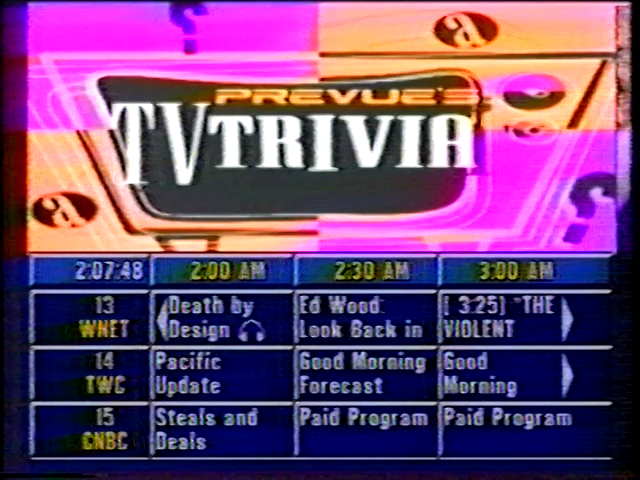 PREVUE'S
TV TRIVIA
2:07:48 2:00 AM 2:30 AM 3:00 AM
13 Death by Ed Wood: [ 3:25] "THE
WNET Design Look Back in VIOLENT
14 Pacific Good Morning Good
TWC Update Forecast Morning
15 Steals and Paid Program Paid Program
CNBC Deals